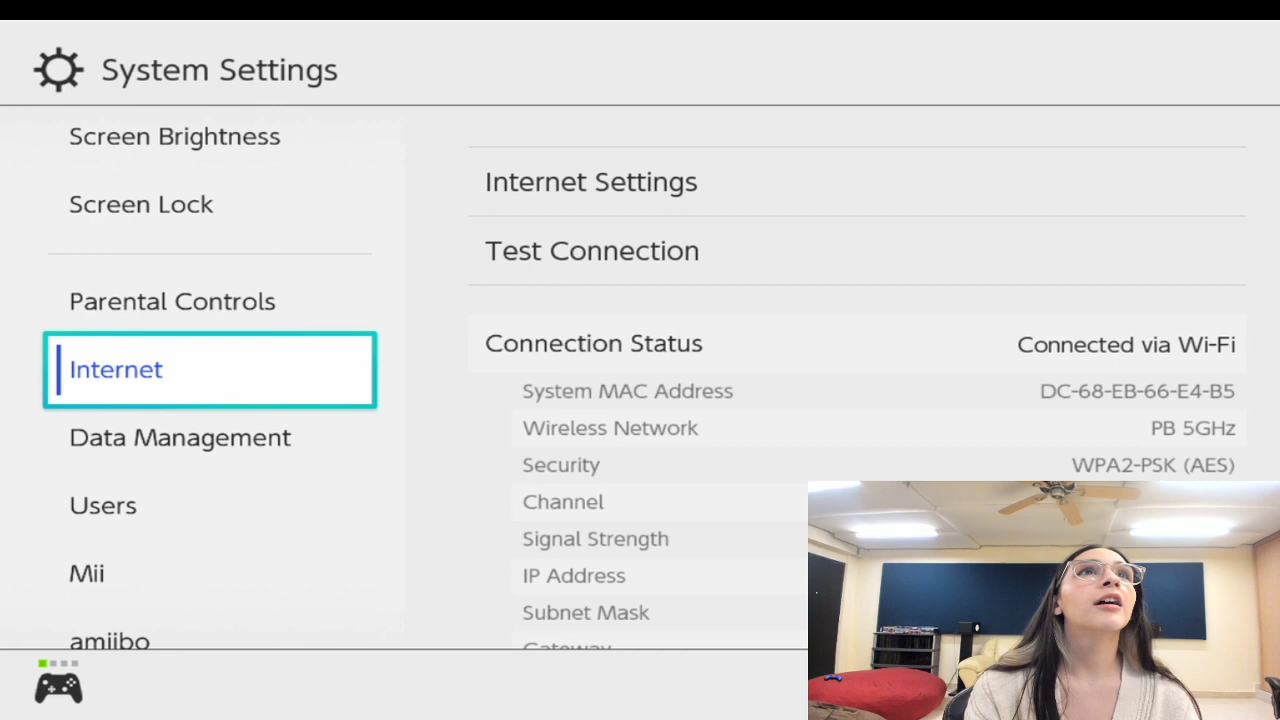 System Settings
Screen Brightness
Screen Lock
Parental Controls
Internet
Data Management
Users
Mii
amiibo
Internet Settings
Test Connection
Connection Status Connected via Wi-Fi
System MAC Address DC-68-EB-66-E4-B5
Wireless Network PB 5GHz
Security WPA2-PSK (AES)
Channel
Signal Strength
IP Address
Subnet Mask
Gateway